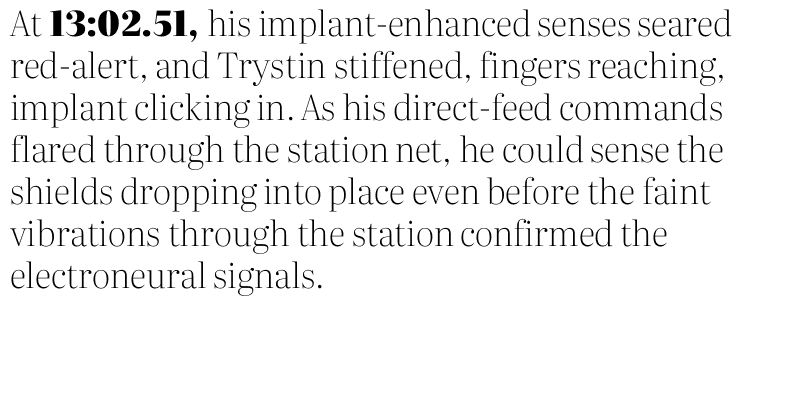 At 13:02.51, his implant-enhanced senses seared
red-alert, and Trystin stiffened, fingers reaching,
implant clicking in. As his direct-feed commands
flared through the station net, he could sense the
shields dropping into place even before the faint
vibrations through the station confirmed the
electroneural signals.